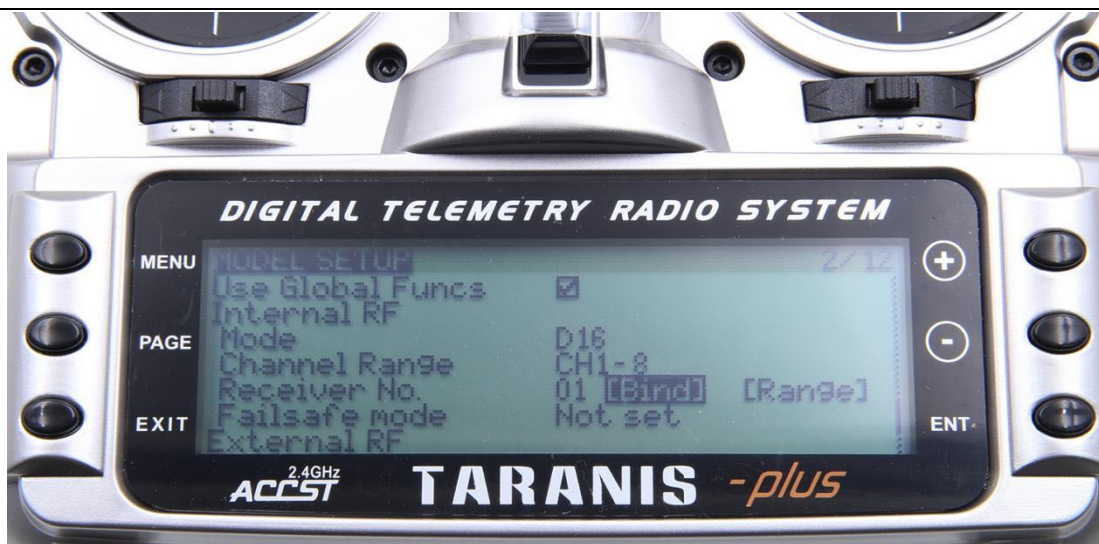 DIGITAL TELEMETRY RADIO SYSTEM
MENU
PAGE
EXIT
MODEL SETUP 2/12
Use Global Funcs
Internal RF
Mode D16
Channel Range CH1-8
Receiver No. 01 [Bind] [Range]
Failsafe mode Not set
External RF
+
-
ENT
2.4GHz
ACCST
TARANIS -plus